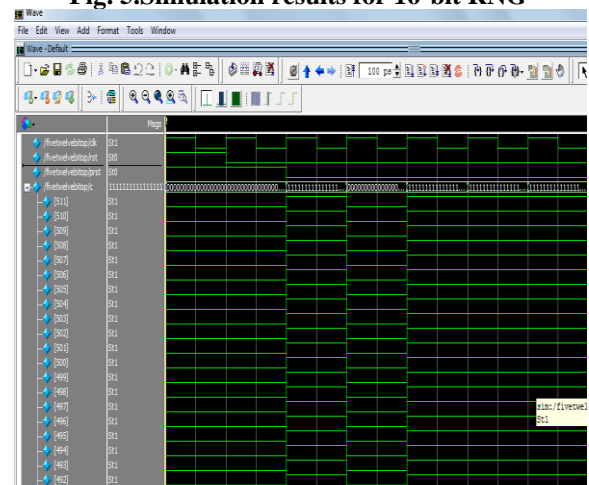 Fig. 5.Simulation results for 16-bit RNG
Wave
File Edit View Add Format Tools Window
Wave - Default
100 ps
Msgs
/fivetwelvebitop/clk St1
/fivetwelvebitop/rst St0
/fivetwelvebitop/prst St0
/fivetwelvebitop/c
[511] St1
[510] St1
[509] St1
[508] St1
[507] St1
[506] St1
[505] St1
[504] St1
[503] St1
[502] St1
[501] St1
[500] St1
[499] St1
[498] St1
[497] St1
[496] St1
[495] St1
[494] St1
[493] St1
[492] St1
sim:/fivetwel
St1